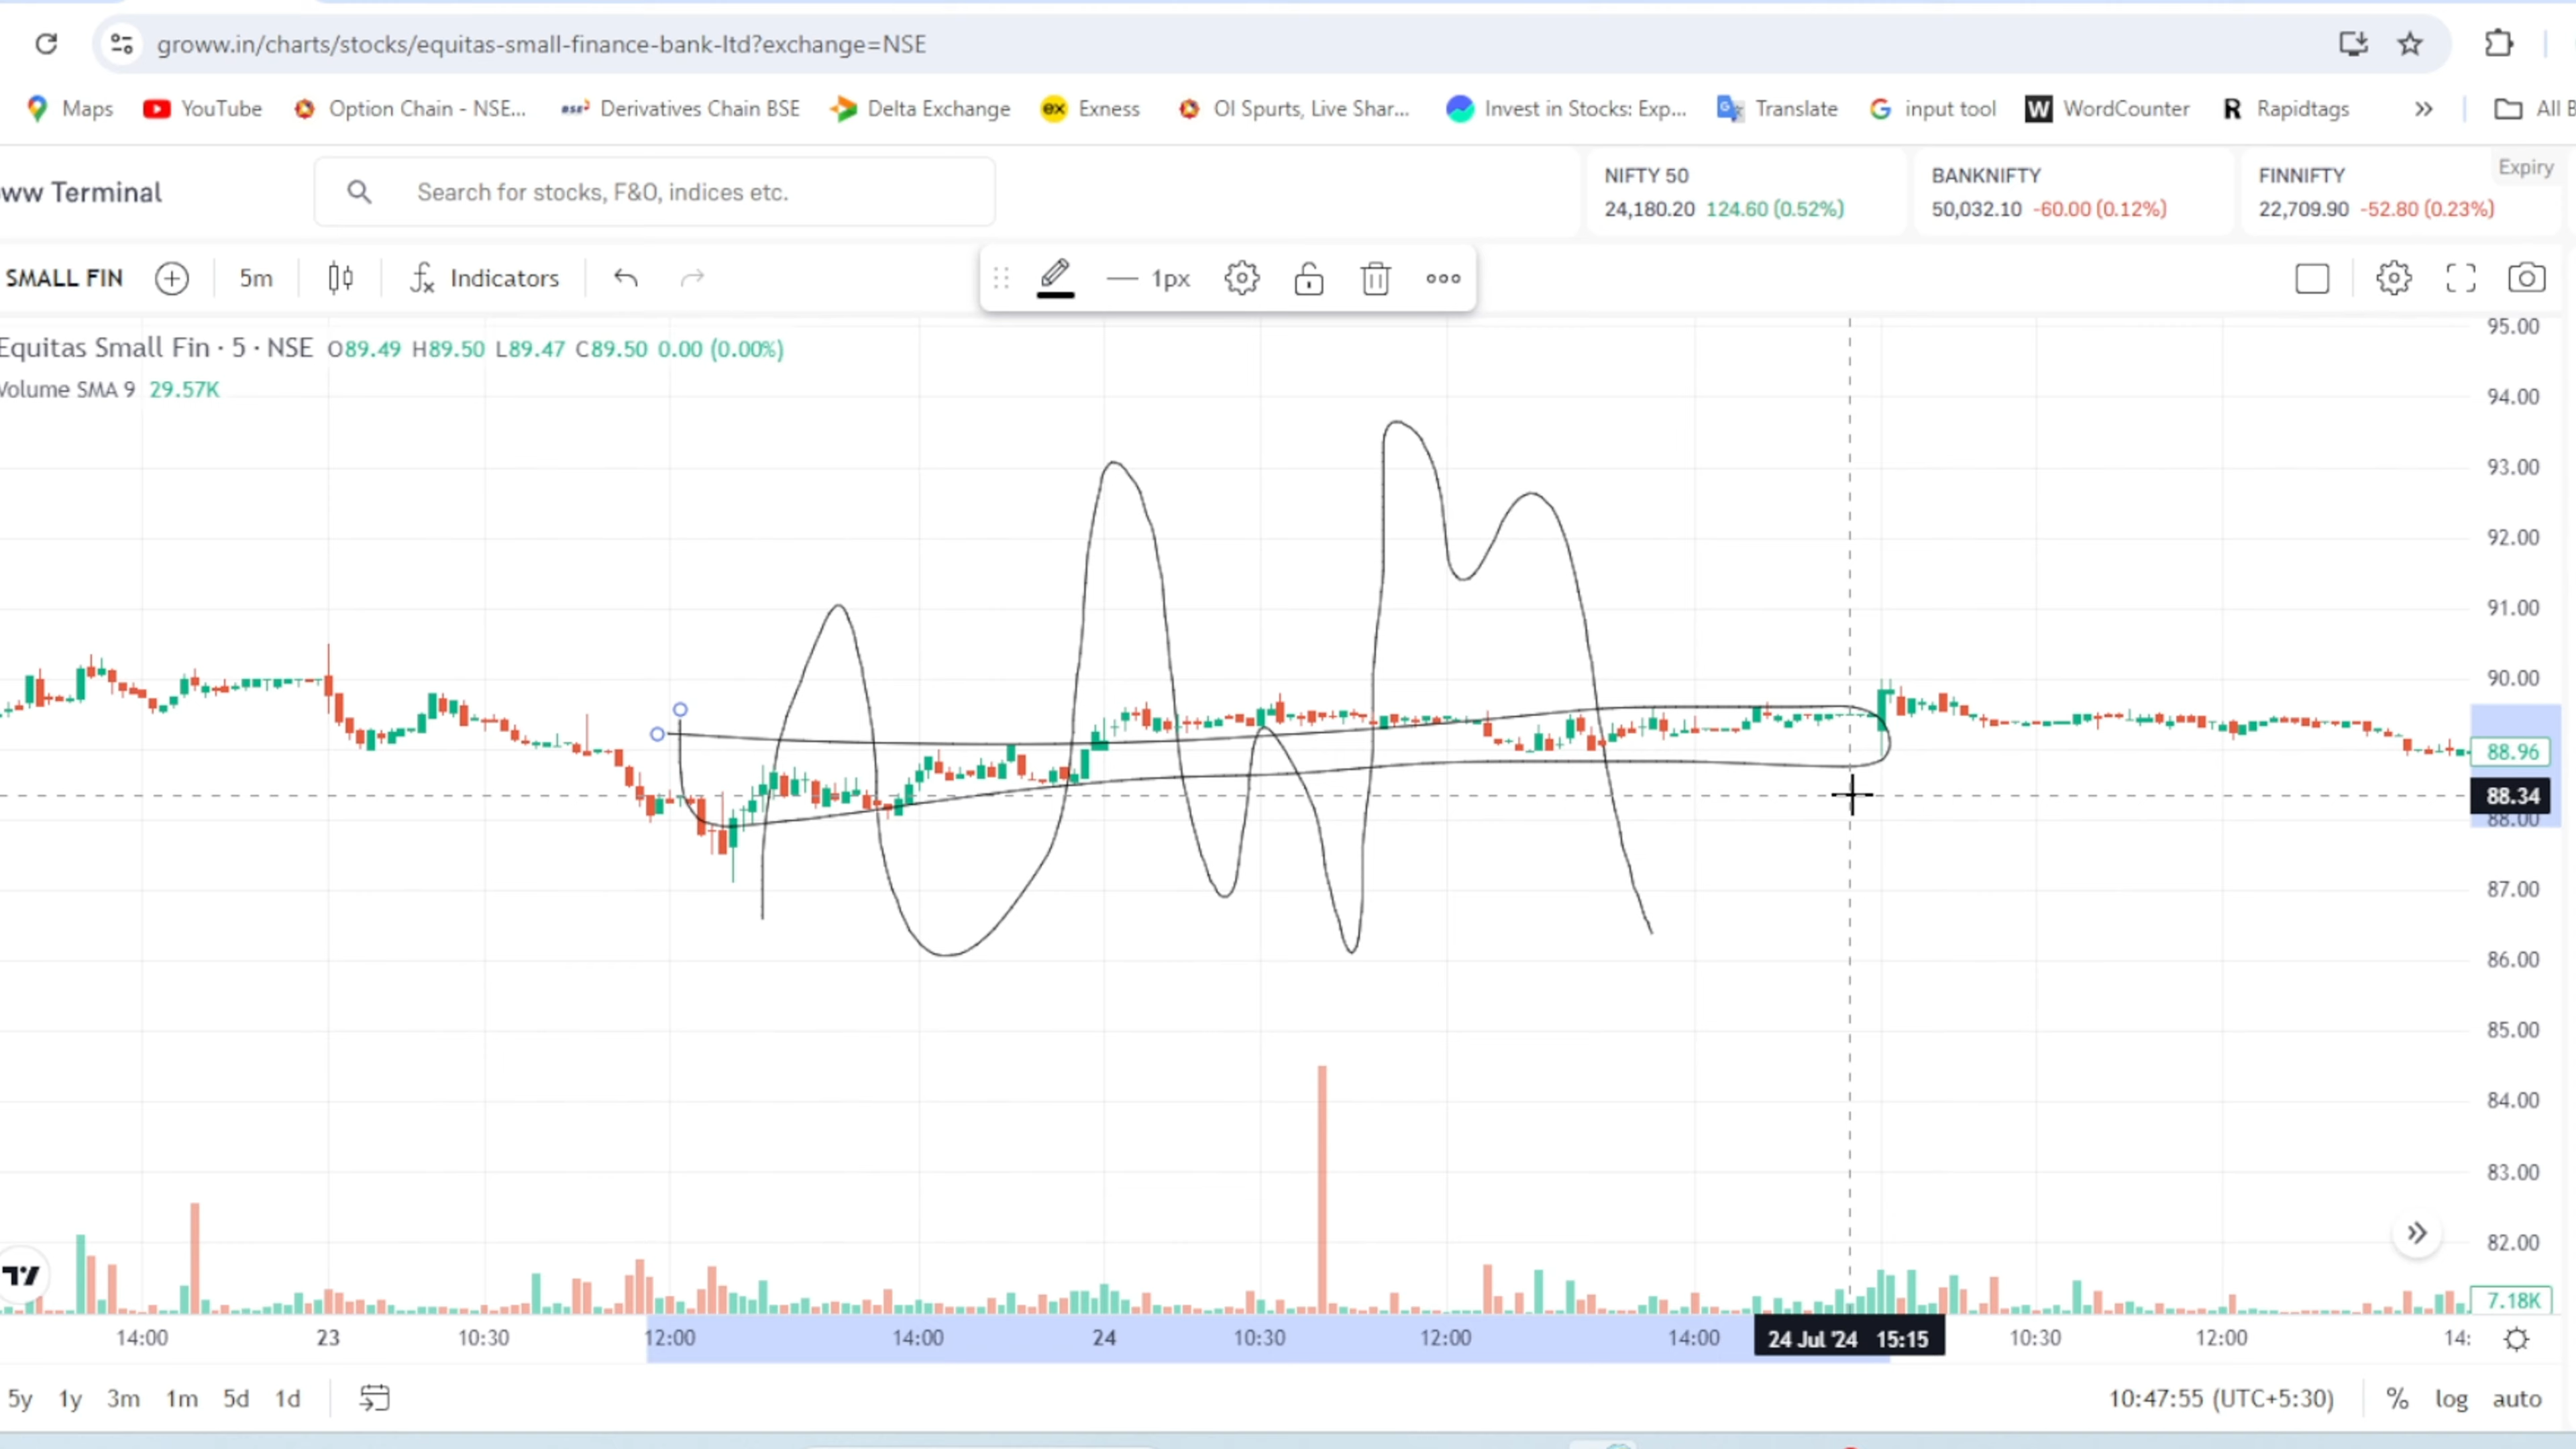 groww.in/charts/stocks/equitas-small-finance-bank-ltd?exchange=NSE
Maps YouTube Option Chain - NSE... Derivatives Chain BSE Delta Exchange Exness OI Spurts, Live Shar... Invest in Stocks: Exp... Translate input tool WordCounter Rapidtags » All B
ww Terminal Search for stocks, F&O, indices etc.
NIFTY 50 BANKNIFTY FINNIFTY Expiry
24,180.20 124.60 (0.52%) 50,032.10 -60.00 (0.12%) 22,709.90 -52.80 (0.23%)
SMALL FIN 5m Indicators 1px
Equitas Small Fin · 5 · NSE O89.49 H89.50 L89.47 C89.50 0.00 (0.00%)
Volume SMA 9 29.57K
95.00
94.00
93.00
92.00
91.00
90.00
88.96
88.34
88.00
87.00
86.00
85.00
84.00
83.00
82.00
7.18K
14:00 23 10:30 12:00 14:00 24 10:30 12:00 14:00 24 Jul '24 15:15 10:30 12:00 14:
5y 1y 3m 1m 5d 1d 10:47:55 (UTC+5:30) % log auto